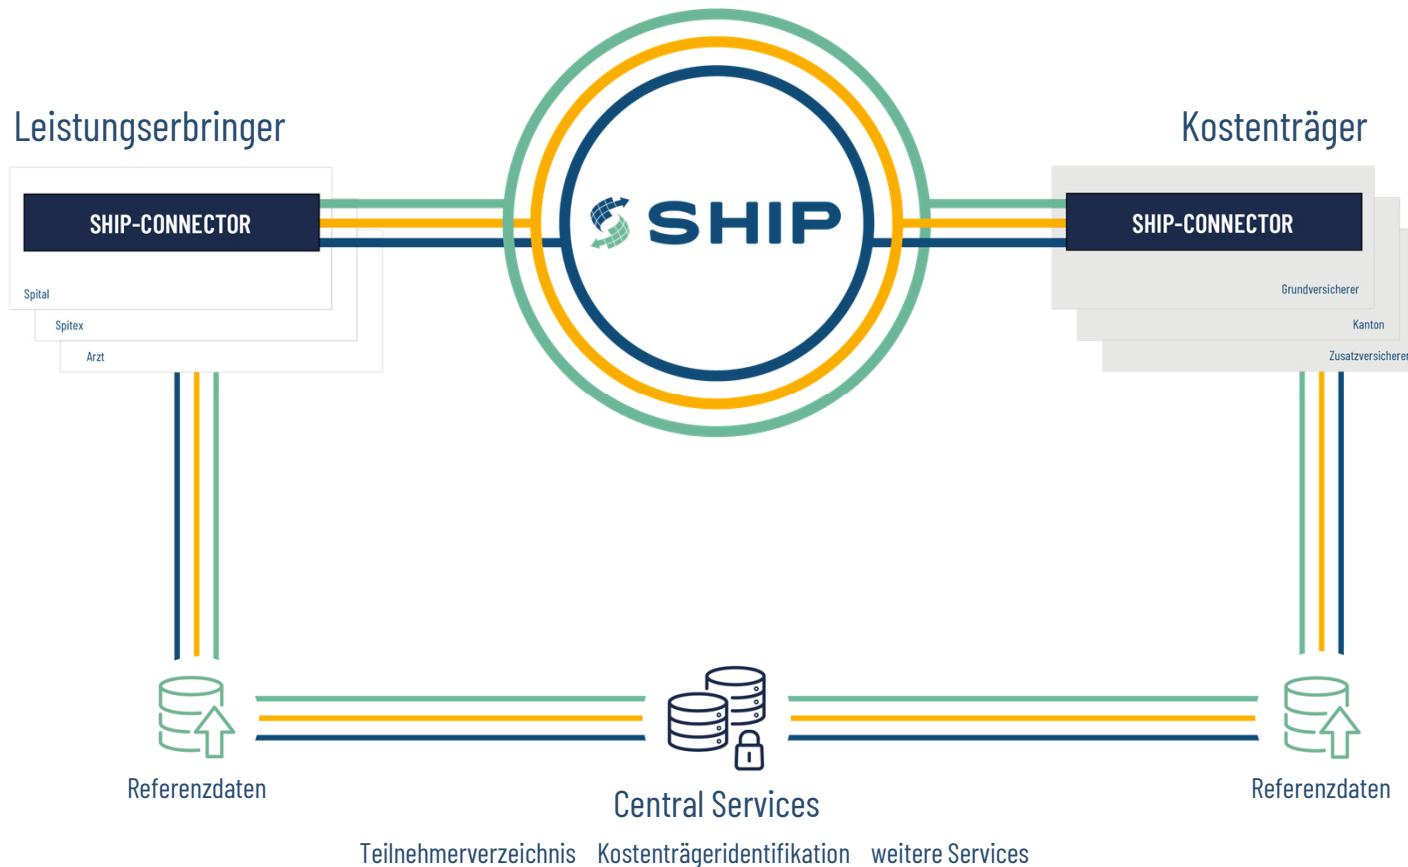 Leistungserbringer
Kostenträger
SHIP-CONNECTOR
SHIP
SHIP-CONNECTOR
Spital
Spitex
Arzt
Grundversicherer
Kanton
Zusatzversicherer
Referenzdaten
Central Services
Referenzdaten
Teilnehmerverzeichnis Kostenträgeridentifikation weitere Services